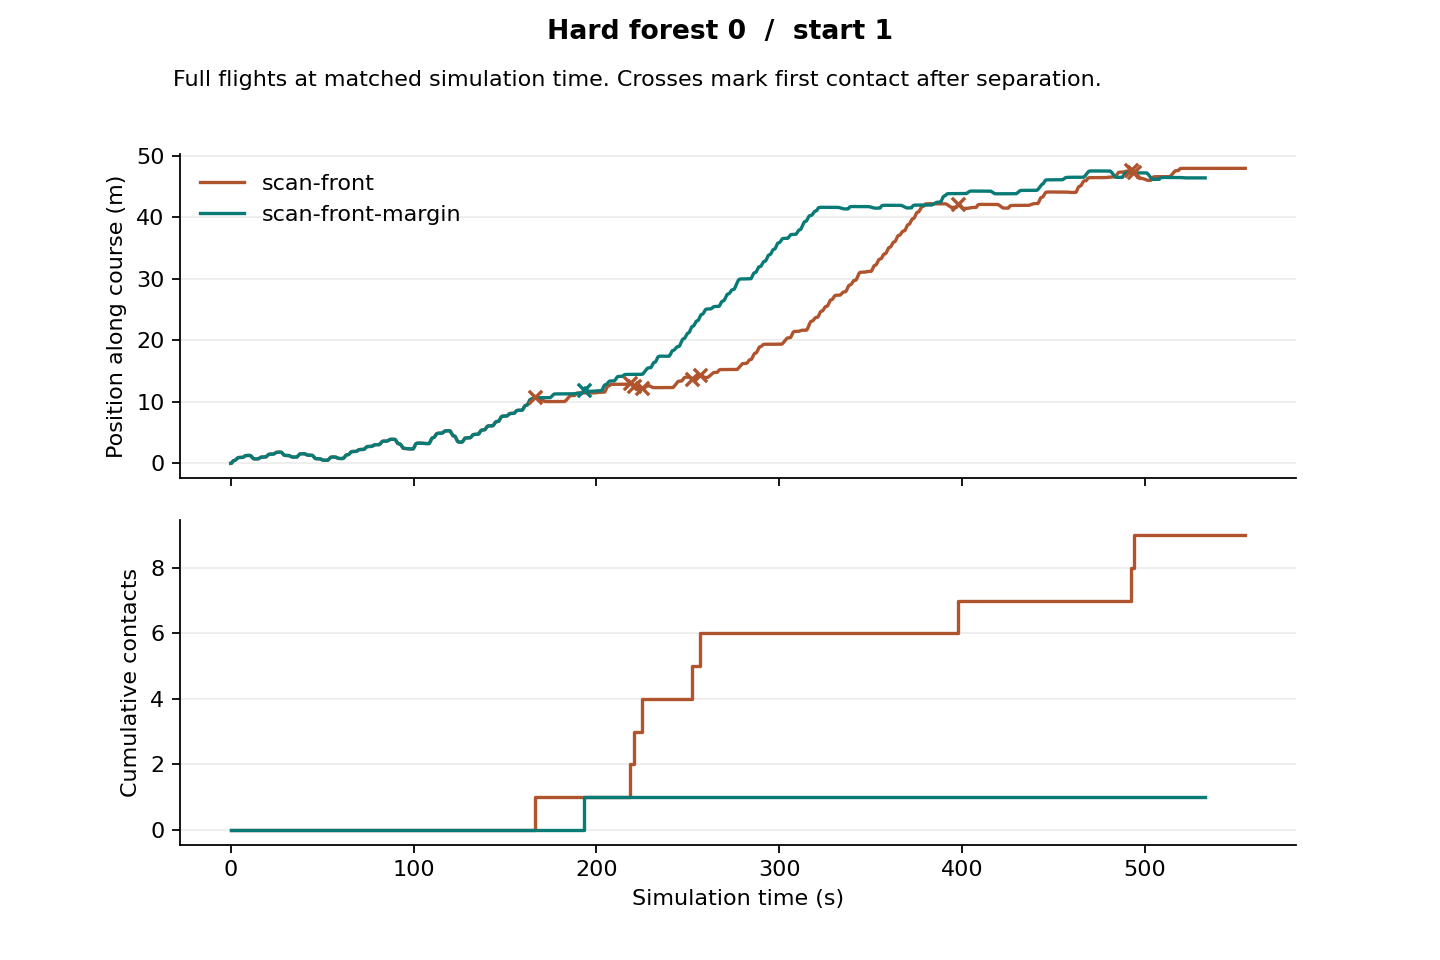 Hard forest 0 / start 1
Full flights at matched simulation time. Crosses mark first contact after separation.
50
40
30
20
10
0
Position along course (m)
scan-front
scan-front-margin
8
6
4
2
0
Cumulative contacts
0 100 200 300 400 500
Simulation time (s)